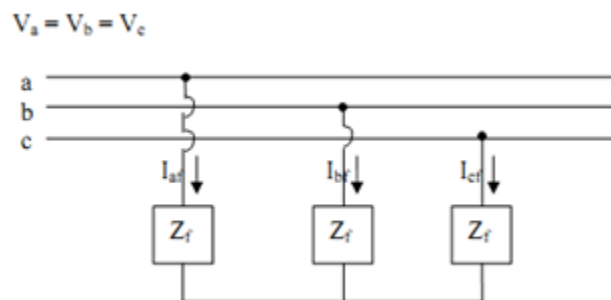 Va = Vb = Vc
a
b
c
Iaf Ibf Icf
Zf Zf Zf